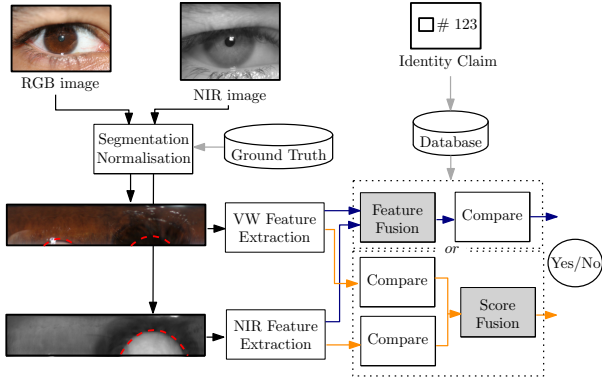 # 123
RGB image
NIR image
Identity Claim
Segmentation
Normalisation
Ground Truth
Database
VW Feature
Extraction
Feature
Fusion
Compare
or
Yes/No
Compare
NIR Feature
Extraction
Compare
Score
Fusion